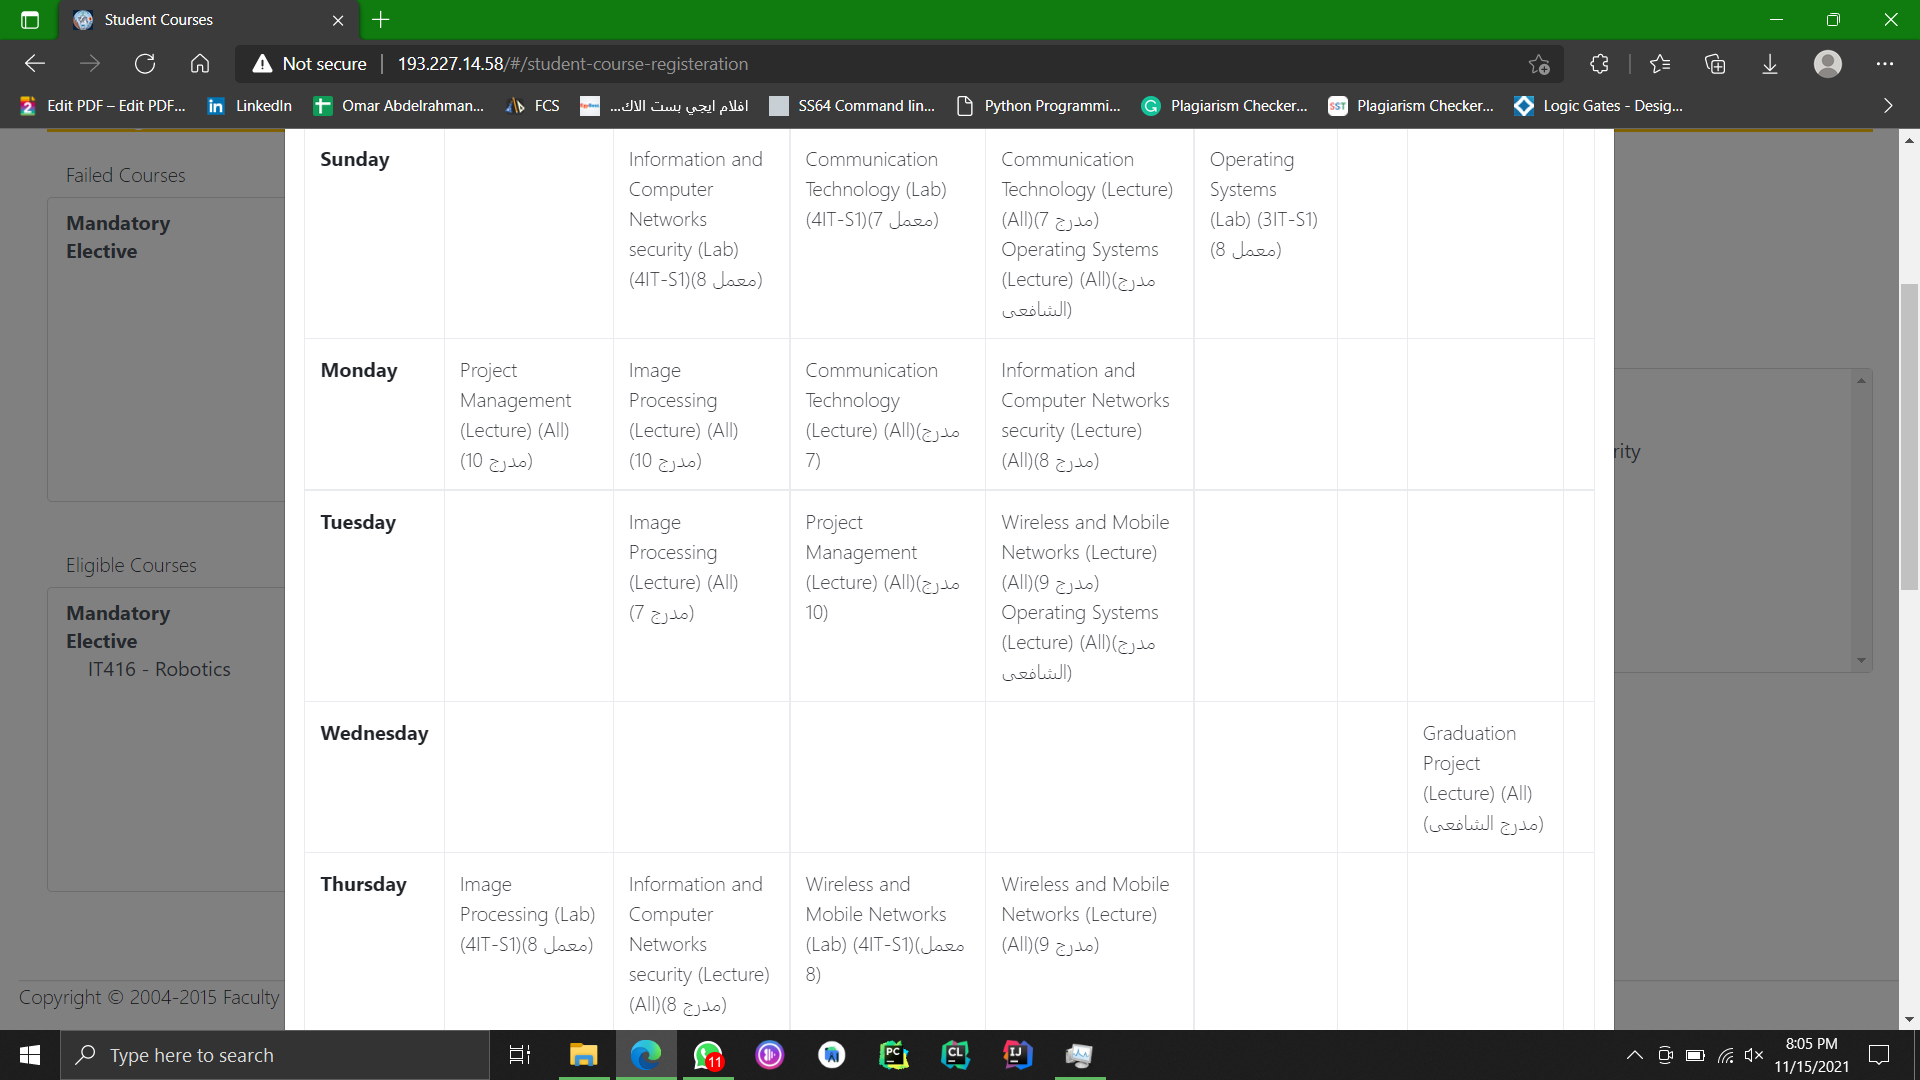 Student Courses
Not secure
193.227.14.58/#/student-course-registeration
Edit PDF – Edit PDF...
LinkedIn
Omar Abdelrahman...
FCS
افلام ايجي بست الاك...
SS64 Command lin...
Python Programmi...
Plagiarism Checker...
SST
Plagiarism Checker...
Logic Gates - Desig...
Failed Courses
Mandatory
Elective
Eligible Courses
Mandatory
Elective
IT416 - Robotics
Copyright © 2004-2015 Faculty
Sunday
Information and
Computer
Networks
security (Lab)
(4IT-S1)(معمل 8)
Communication
Technology (Lab)
(4IT-S1)(معمل 7)
Communication
Technology (Lecture)
(All)(مدرج 7)
Operating Systems
(Lecture) (All)(مدرج
الشافعى)
Operating
Systems
(Lab) (3IT-S1)
(معمل 8)
Monday
Project
Management
(Lecture) (All)
(مدرج 10)
Image
Processing
(Lecture) (All)
(مدرج 10)
Communication
Technology
(Lecture) (All)(مدرج
7)
Information and
Computer Networks
security (Lecture)
(All)(مدرج 8)
Tuesday
Image
Processing
(Lecture) (All)
(مدرج 7)
Project
Management
(Lecture) (All)(مدرج
10)
Wireless and Mobile
Networks (Lecture)
(All)(مدرج 9)
Operating Systems
(Lecture) (All)(مدرج
الشافعى)
Wednesday
Graduation
Project
(Lecture) (All)
(مدرج الشافعى)
Thursday
Image
Processing (Lab)
(4IT-S1)(معمل 8)
Information and
Computer
Networks
security (Lecture)
(All)(مدرج 8)
Wireless and
Mobile Networks
(Lab) (4IT-S1)(معمل
8)
Wireless and Mobile
Networks (Lecture)
(All)(مدرج 9)
rity
Type here to search
11
PC
CL
IJ
8:05 PM
11/15/2021